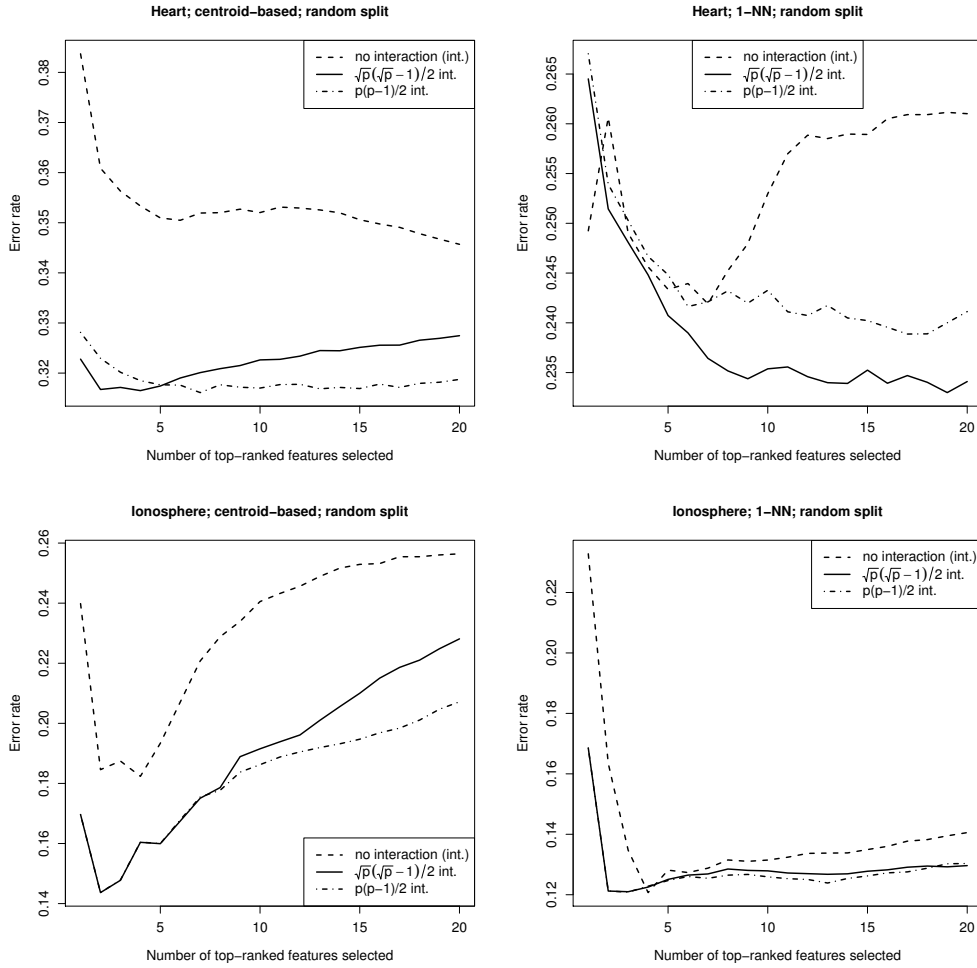 Heart; centroid−based; random split
Error rate
0.38
0.37
0.36
0.35
0.34
0.33
0.32
no interaction (int.)
√p(√p − 1)/2 int.
p(p−1)/2 int.
5 10 15 20
Number of top−ranked features selected
Heart; 1−NN; random split
Error rate
0.265
0.260
0.255
0.250
0.245
0.240
0.235
no interaction (int.)
√p(√p − 1)/2 int.
p(p−1)/2 int.
5 10 15 20
Number of top−ranked features selected
Ionosphere; centroid−based; random split
Error rate
0.26
0.24
0.22
0.20
0.18
0.16
0.14
no interaction (int.)
√p(√p − 1)/2 int.
p(p−1)/2 int.
5 10 15 20
Number of top−ranked features selected
Ionosphere; 1−NN; random split
Error rate
0.22
0.20
0.18
0.16
0.14
0.12
no interaction (int.)
√p(√p − 1)/2 int.
p(p−1)/2 int.
5 10 15 20
Number of top−ranked features selected